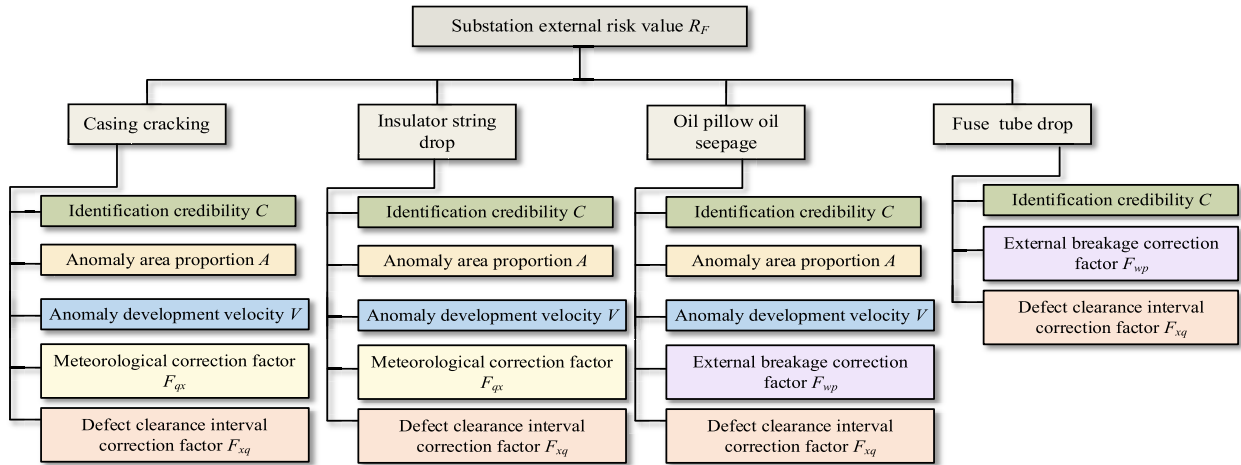 Substation external risk value R_F
Casing cracking
Identification credibility C
Anomaly area proportion A
Anomaly development velocity V
Meteorological correction factor
F_qx
Defect clearance interval
correction factor F_xq
Insulator string
drop
Identification credibility C
Anomaly area proportion A
Anomaly development velocity V
Meteorological correction factor
F_qx
Defect clearance interval
correction factor F_xq
Oil pillow oil
seepage
Identification credibility C
Anomaly area proportion A
Anomaly development velocity V
External breakage correction
factor F_wp
Defect clearance interval
correction factor F_xq
Fuse tube drop
Identification credibility C
External breakage correction
factor F_wp
Defect clearance interval
correction factor F_xq